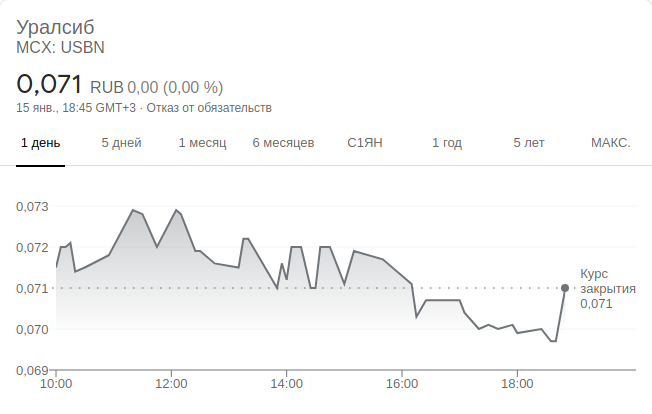 Уралсиб
MCX: USBN
0,071 RUB 0,00 (0,00 %)
15 янв., 18:45 GMT+3 · Отказ от обязательств
1 день 5 дней 1 месяц 6 месяцев С1ЯН 1 год 5 лет МАКС.
0,073
0,072
0,071
0,070
0,069
Курс
закрытия
0,071
10:00 12:00 14:00 16:00 18:00